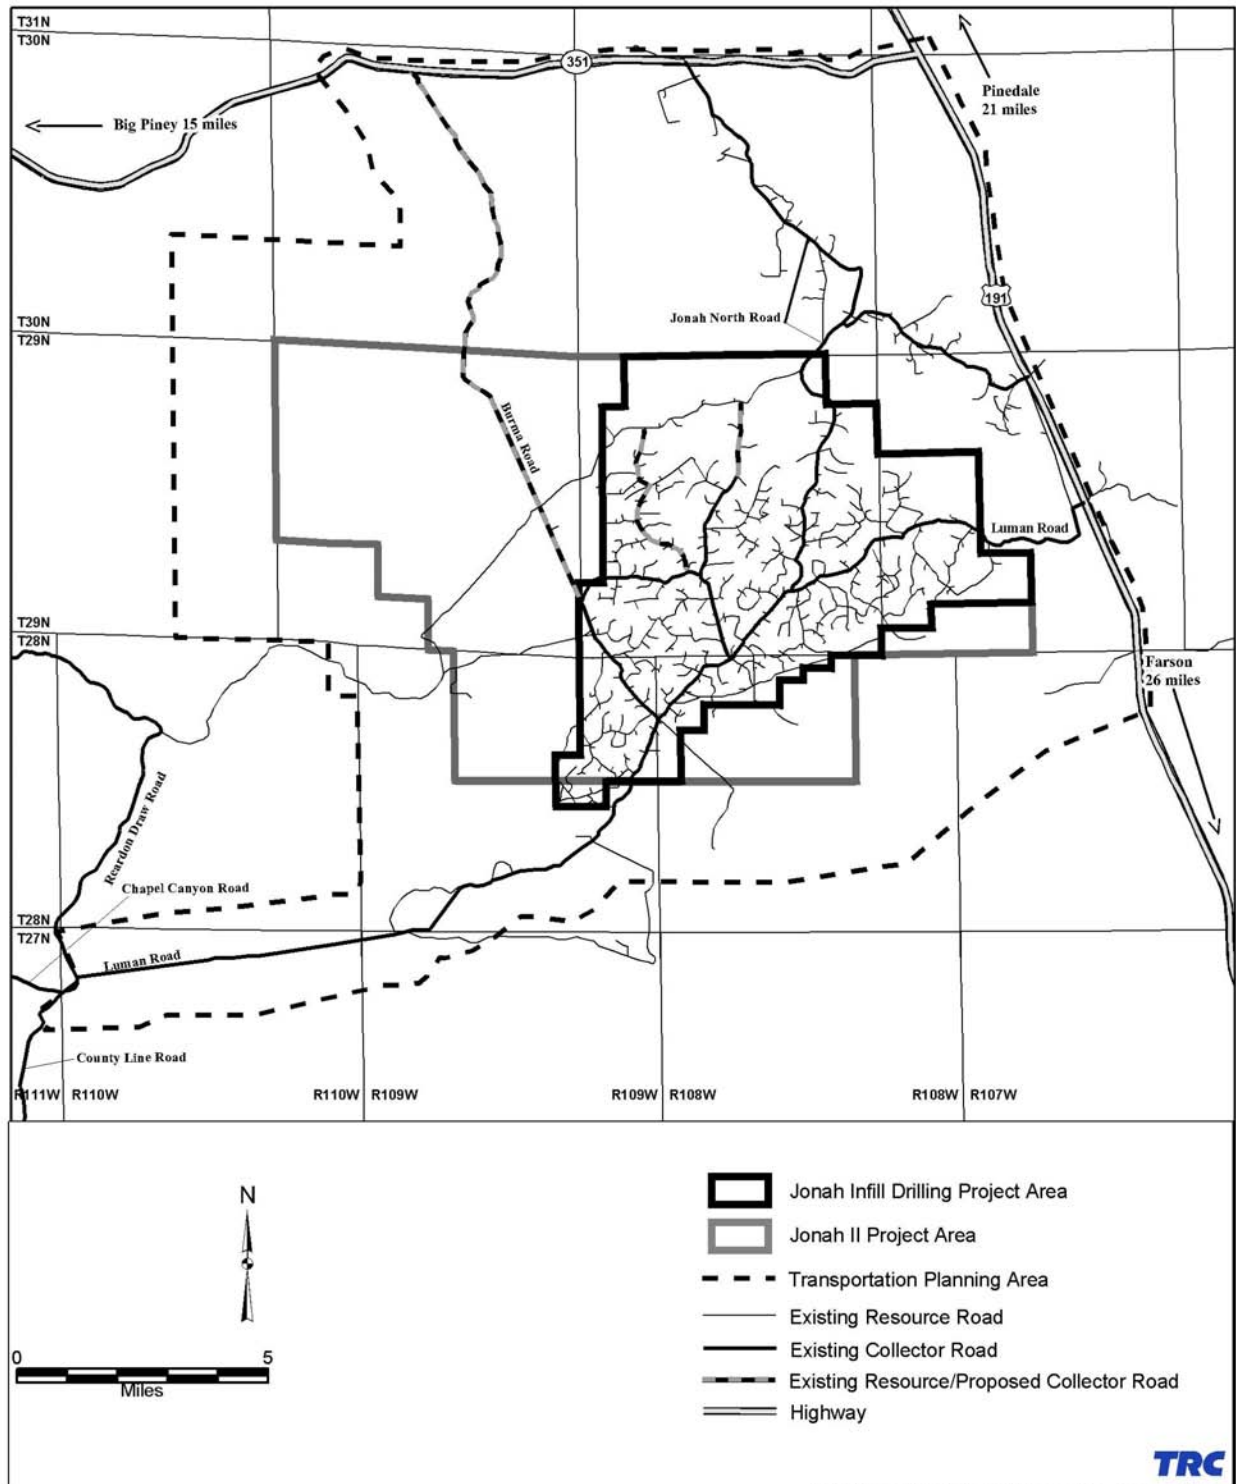 T31N
T30N
351
Pinedale
21 miles
Big Piney 15 miles
191
T30N
T29N
Jonah North Road
Burma Road
Luman Road
T29N
T28N
Farson
26 miles
Reardon Draw Road
Chapel Canyon Road
T28N
T27N
Luman Road
County Line Road
R111W R110W
R110W R109W
R109W R108W
R108W R107W
N
0 5
Miles
Jonah Infill Drilling Project Area
Jonah II Project Area
Transportation Planning Area
Existing Resource Road
Existing Collector Road
Existing Resource/Proposed Collector Road
Highway
TRC